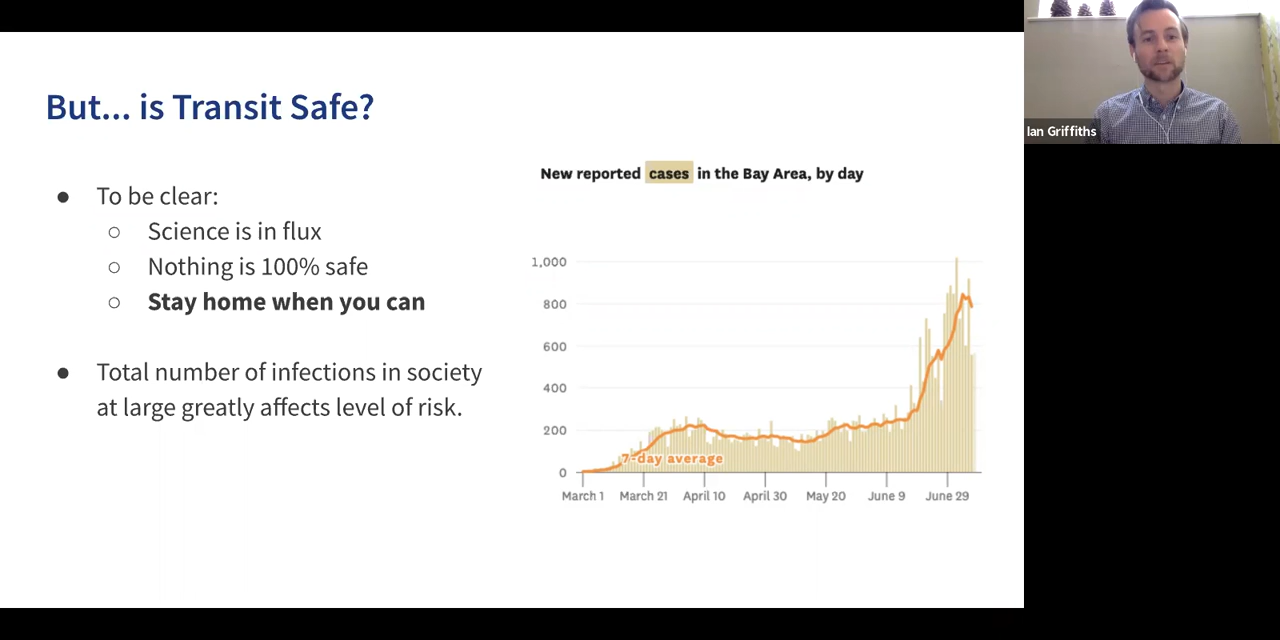 But... is Transit Safe?
● To be clear:
○ Science is in flux
○ Nothing is 100% safe
○ Stay home when you can
● Total number of infections in society
at large greatly affects level of risk.
New reported cases in the Bay Area, by day
1,000
800
600
400
200
0
7-day average
March 1 March 21 April 10 April 30 May 20 June 9 June 29
Ian Griffiths